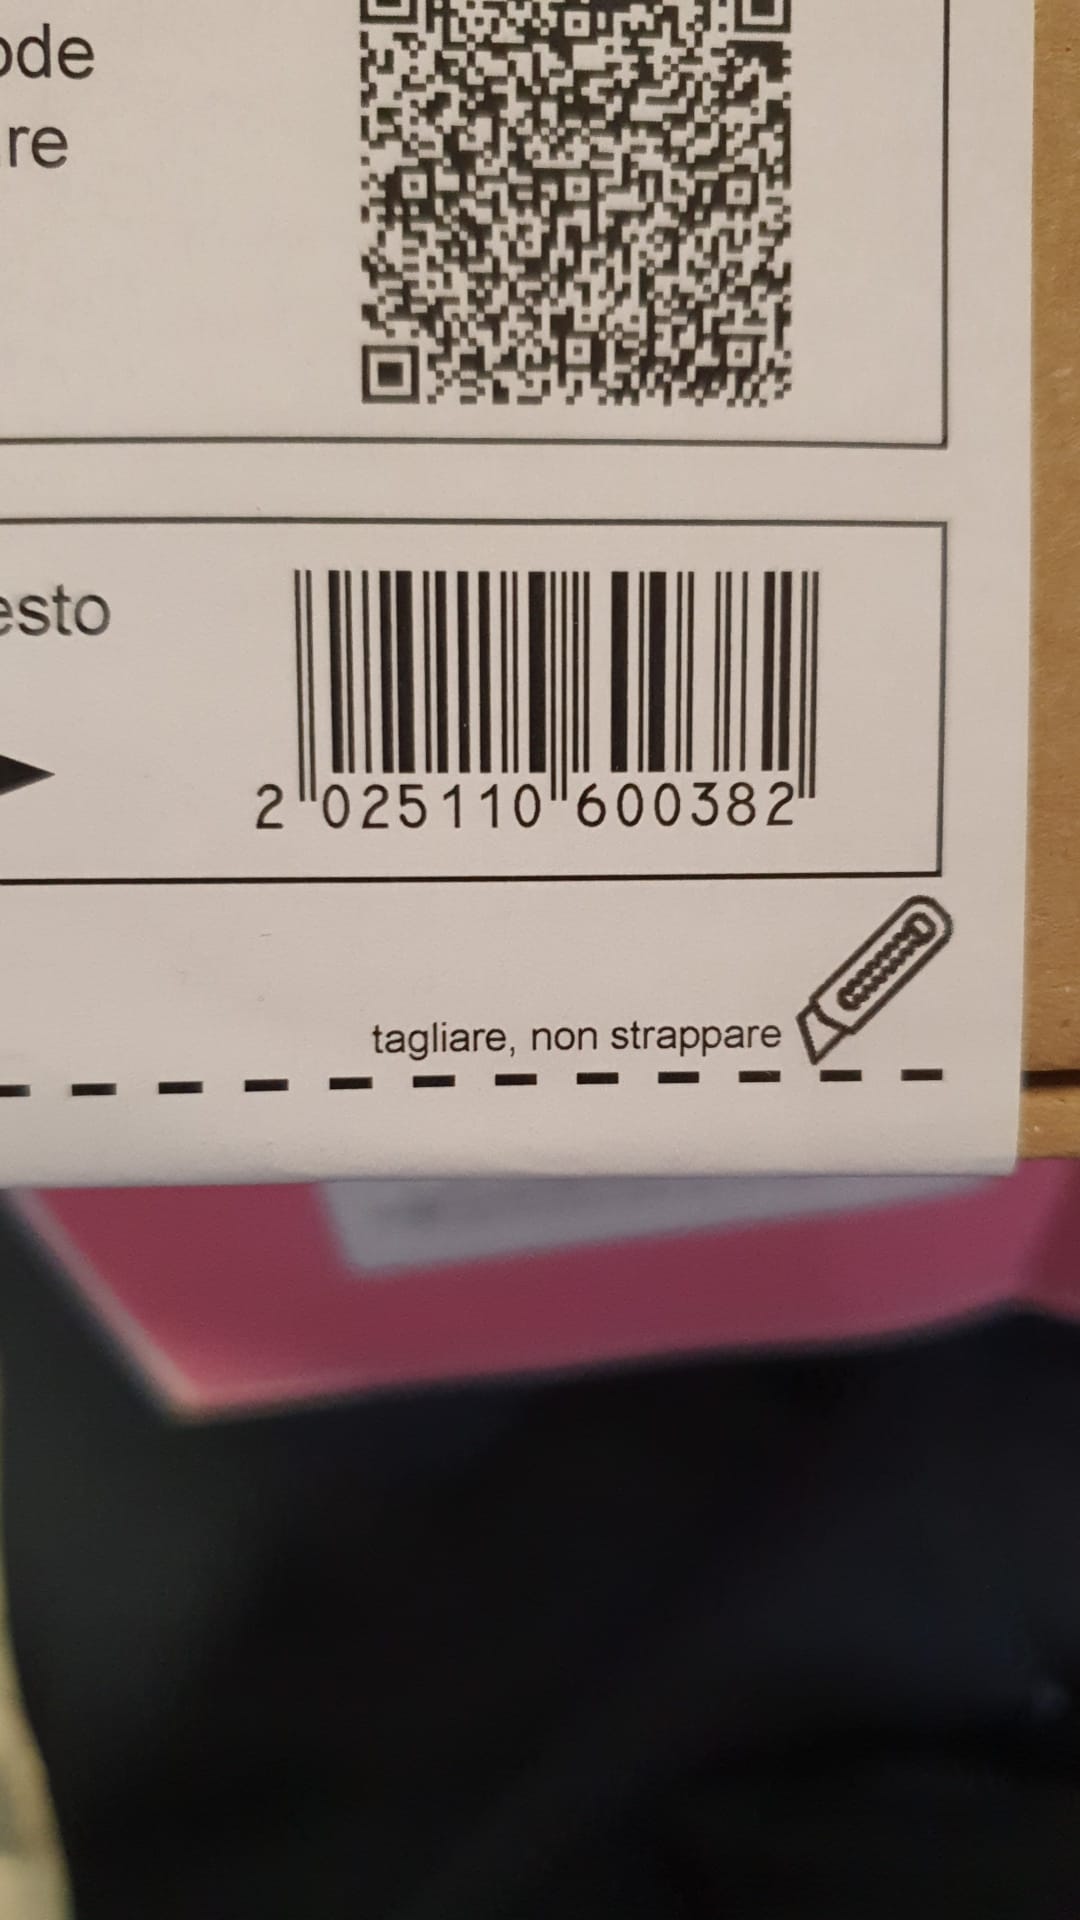 ode
re
esto
2 025110 600382
tagliare, non strappare